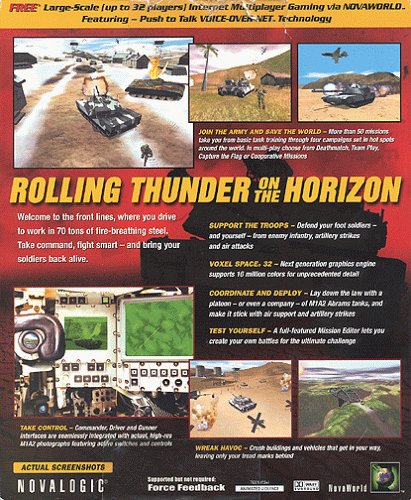 FREE* Large-Scale [up to 32 players] Internet Multiplayer Gaming via NOVAWORLD.
Featuring – Push to Talk VOICE-OVER-NET. Technology
JOIN THE ARMY AND SAVE THE WORLD – More than 50 missions
take you from basic tank training through four campaigns set in hot
spots around the world. In multi-play choose from Deathmatch, Team Play,
Capture the Flag or Cooperative Missions
ROLLING THUNDER ON THE HORIZON
Welcome to the front lines, where you drive
to work in 70 tons of fire-breathing steel.
Take command, fight smart – and bring your
soldiers back alive.
SUPPORT THE TROOPS – Defend your foot soldiers –
and yourself – from enemy infantry, artillery strikes
and air attacks
VOXEL SPACE 32 – Next generation graphics engine
supports 16 million colors for unprecedented detail
COORDINATE AND DEPLOY – Lay down the law with a
platoon – or even a company – of M1A2 Abrams tanks, and
make it stick with air support and artillery strikes
TEST YOURSELF – A full-featured Mission Editor lets you
create your own battles for the ultimate challenge
TAKE CONTROL – Commander, Driver and Gunner
interfaces are seamlessly integrated with actual, high-res
M1A2 photographs featuring active switches and controls
WREAK HAVOC – Crush buildings and vehicles that get in your way,
leaving only tread marks behind
ACTUAL SCREENSHOTS
NOVALOGIC
Supported but not required:
Force Feedback
NovaWorld